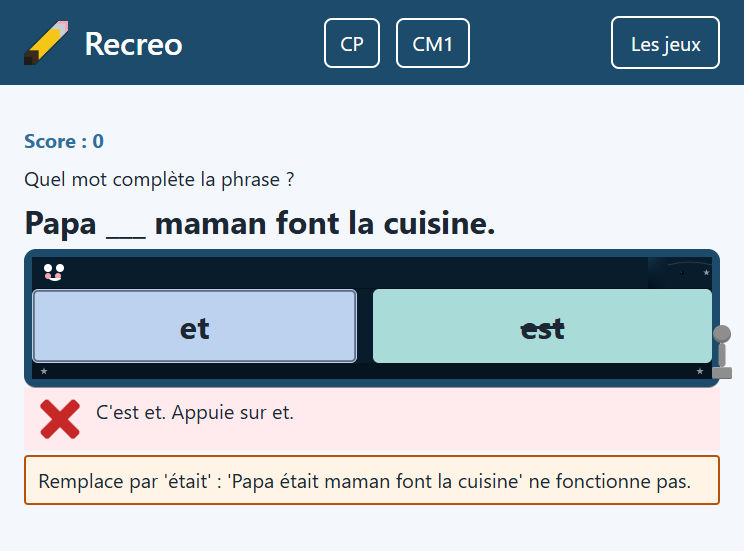 Recreo
CP
CM1
Les jeux
Score : 0
Quel mot complète la phrase ?
Papa ___ maman font la cuisine.
et
est
C'est et. Appuie sur et.
Remplace par 'était' : 'Papa était maman font la cuisine' ne fonctionne pas.